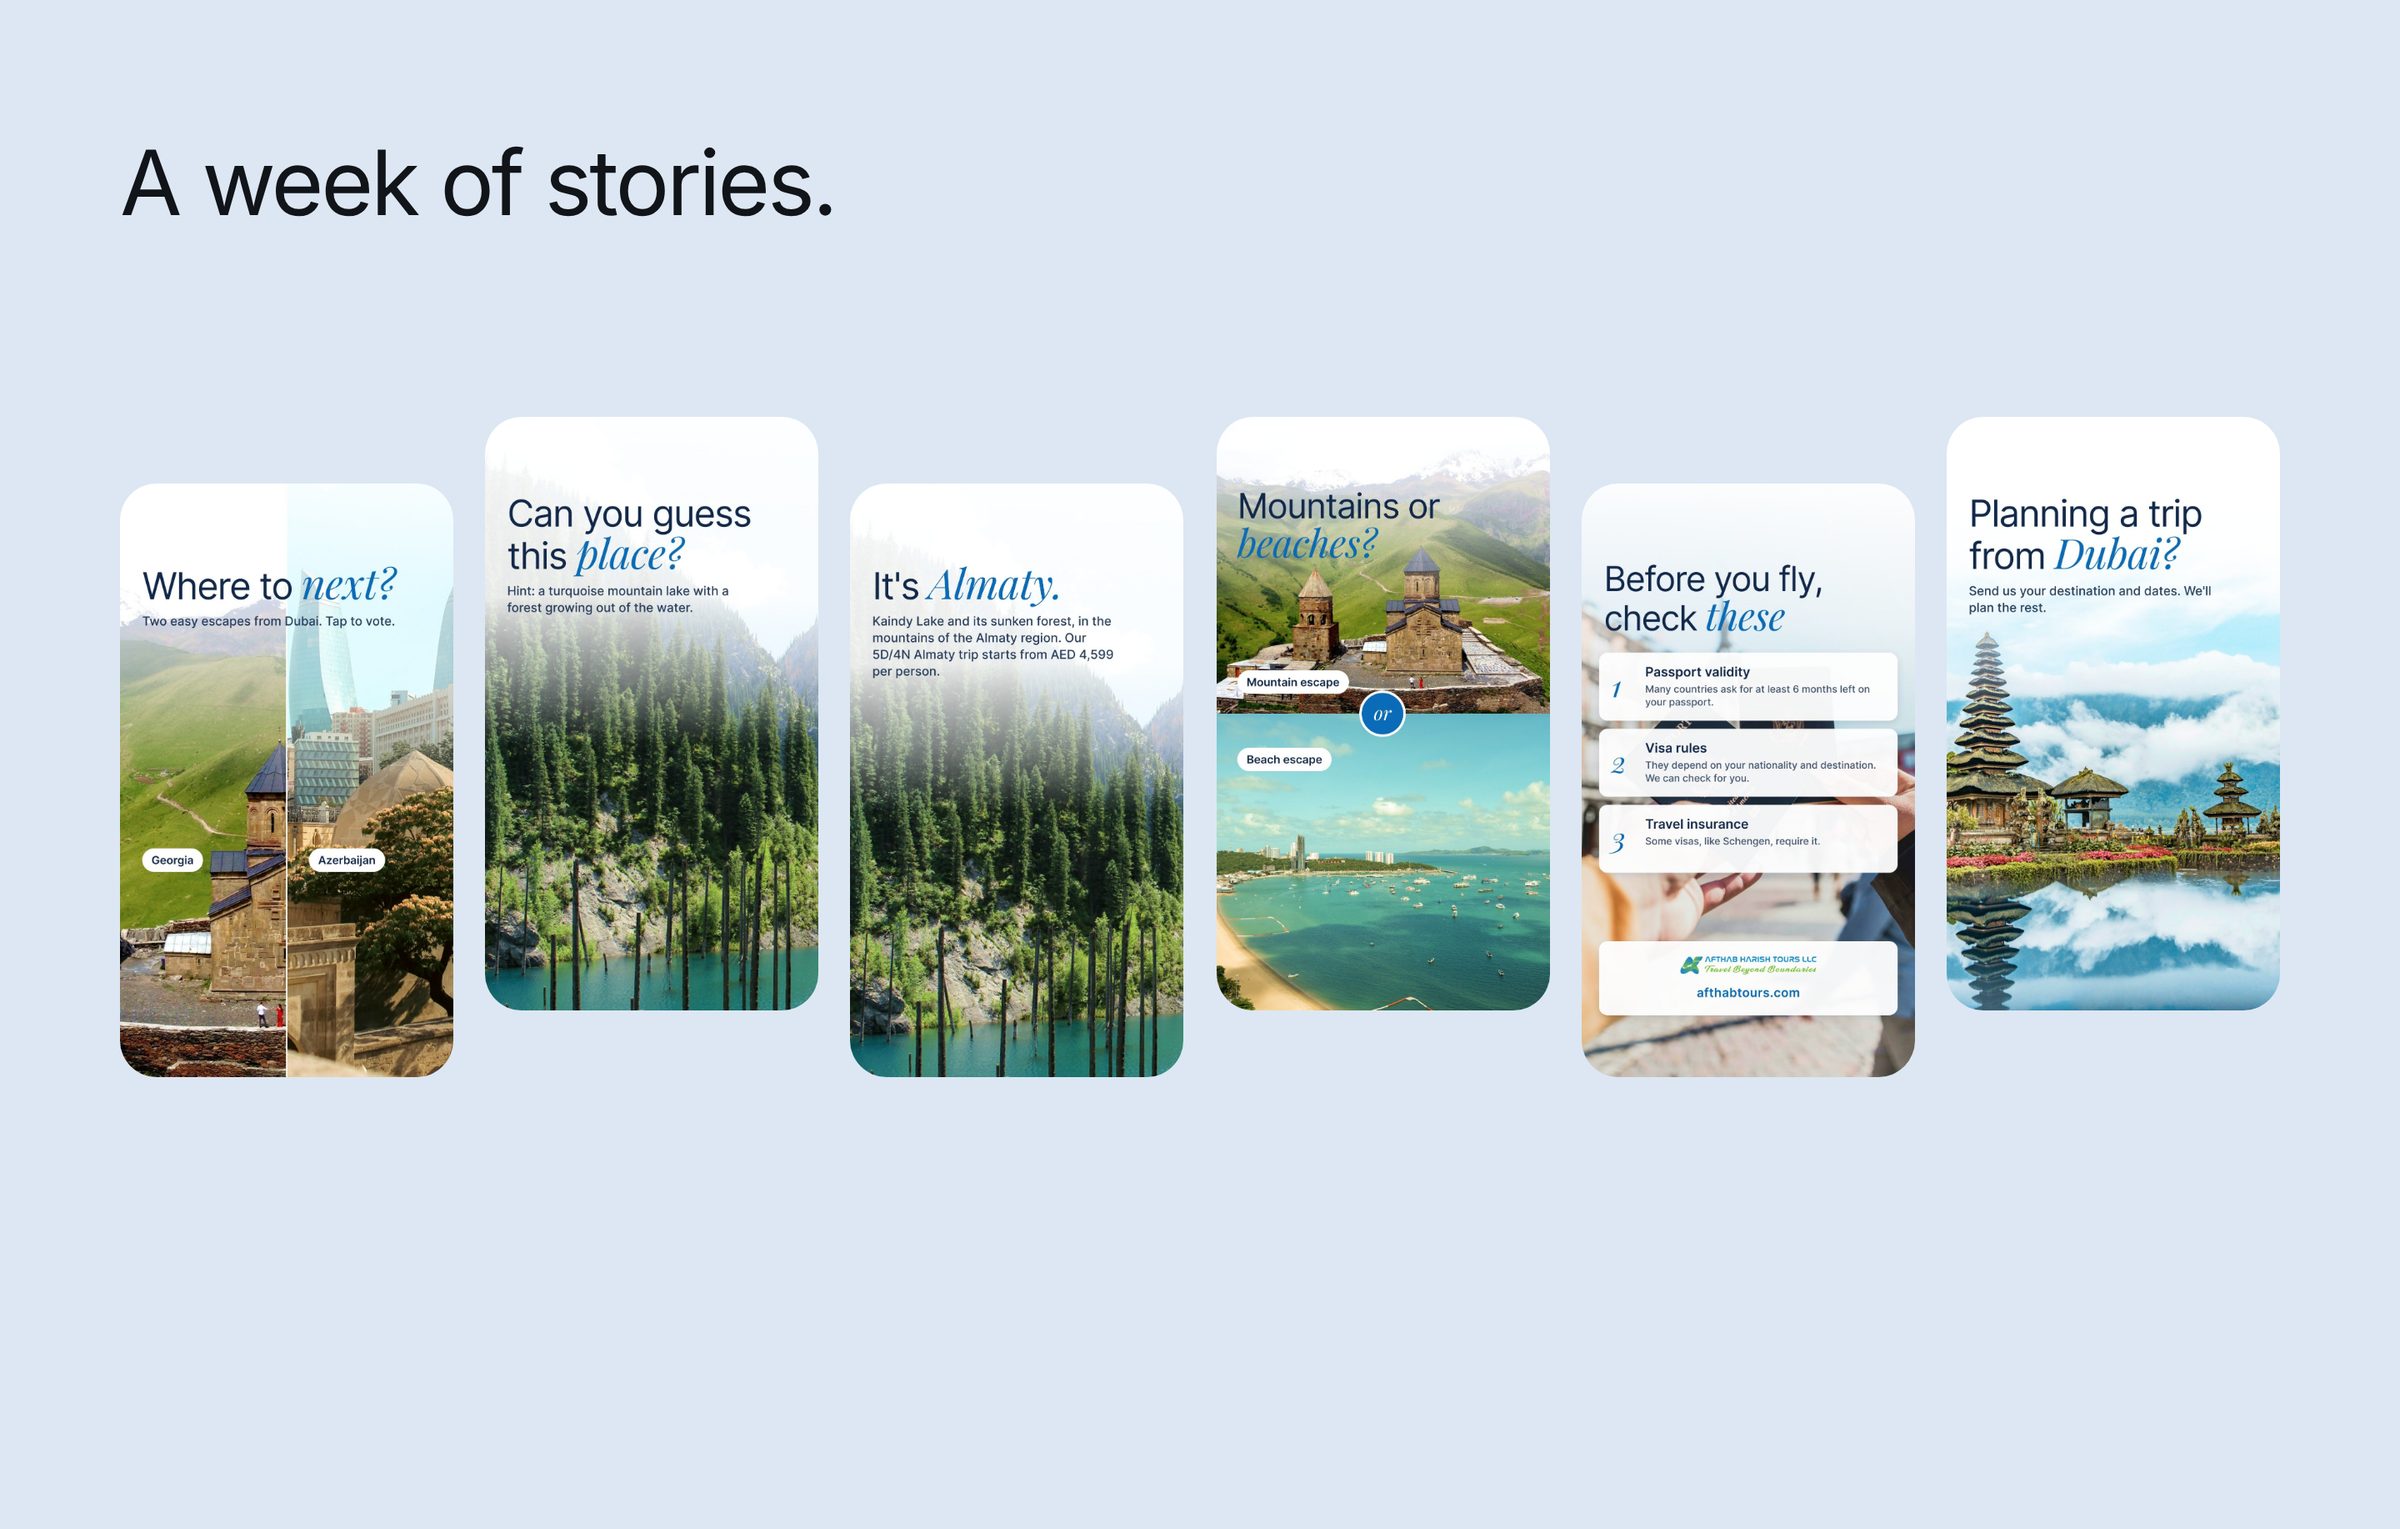 A week of stories.
Where to next?
Two easy escapes from Dubai. Tap to vote.
Georgia
Azerbaijan
Can you guess
this place?
Hint: a turquoise mountain lake with a
forest growing out of the water.
It's Almaty.
Kaindy Lake and its sunken forest, in the
mountains of the Almaty region. Our
5D/4N Almaty trip starts from AED 4,599
per person.
Mountains or
beaches?
Mountain escape
or
Beach escape
Before you fly,
check these
1
Passport validity
Many countries ask for at least 6 months left on
your passport.
2
Visa rules
They depend on your nationality and destination.
We can check for you.
3
Travel insurance
Some visas, like Schengen, require it.
AFTHAB HARISH TOURS LLC
Travel Beyond Boundaries
afthabtours.com
Planning a trip
from Dubai?
Send us your destination and dates. We'll
plan the rest.